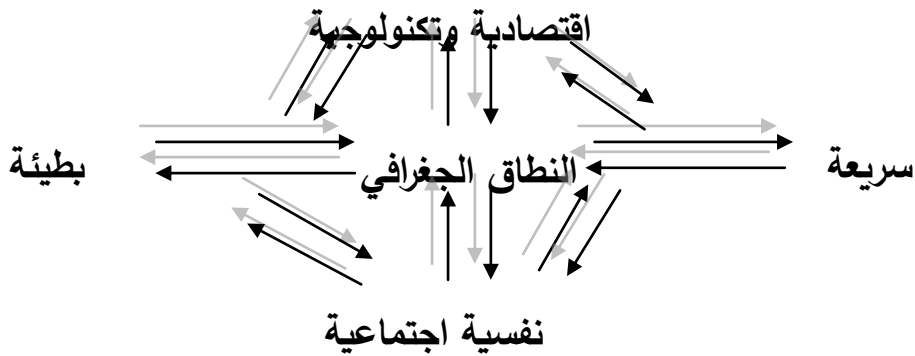 اقتصادية وتكنولوجية
سريعة
النطاق الجغرافي
بطيئة
نفسية اجتماعية